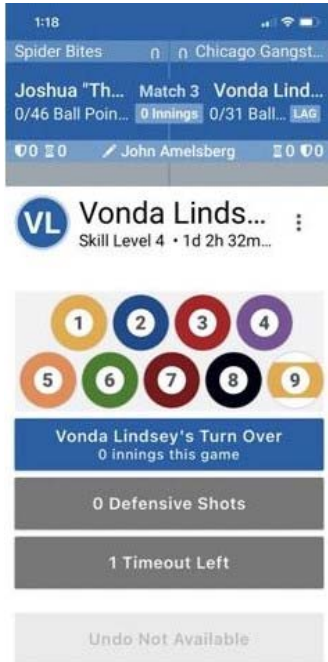 1:18
Spider Bites ∩ ∩ Chicago Gangst...
Joshua "Th... Match 3 Vonda Lind...
0/46 Ball Poin... 0 Innings 0/31 Ball... LAG
0 0 John Amelsberg 0 0
VL Vonda Linds...
Skill Level 4 • 1d 2h 32m...
1 2 3 4
5 6 7 8 9
Vonda Lindsey's Turn Over
0 innings this game
0 Defensive Shots
1 Timeout Left
Undo Not Available